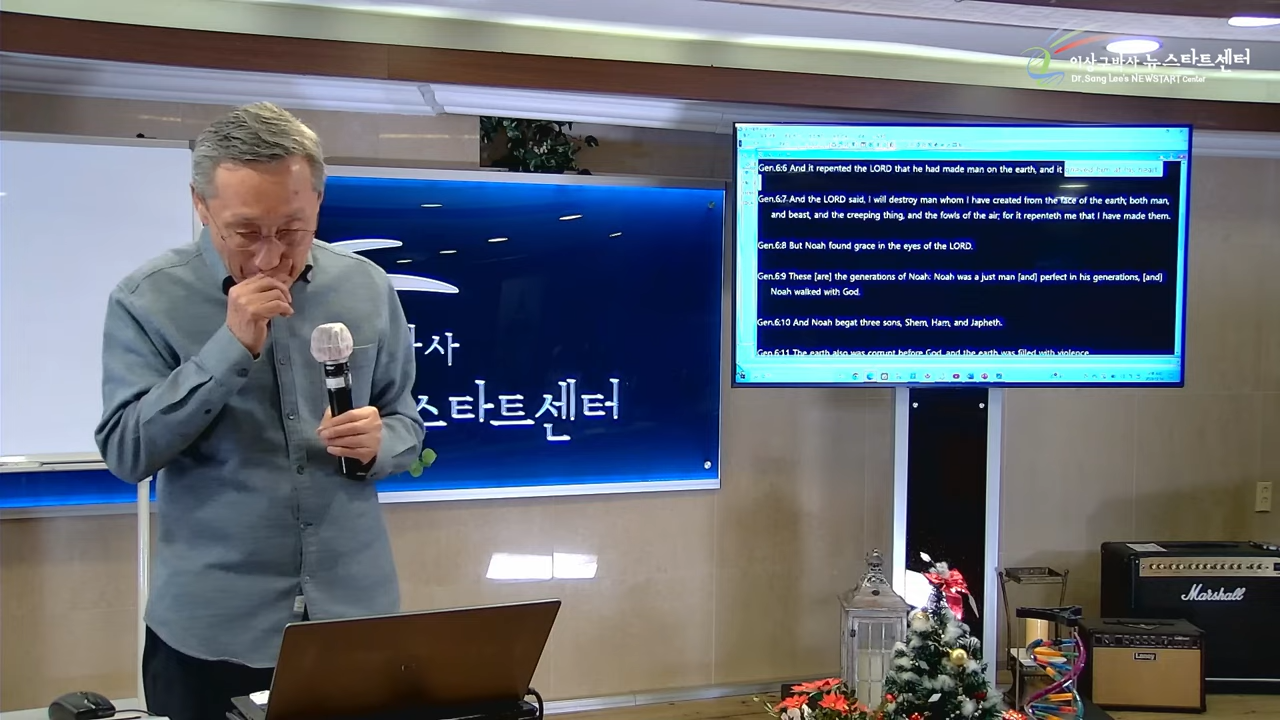 이상구박사 뉴스타트센터
Dr. Sang Lee's NEWSTART Center
Gen.6:6 And it repented the LORD that he had made man on the earth, and it grieved him at his heart.
Gen.6:7 And the LORD said, I will destroy man whom I have created from the face of the earth; both man,
and beast, and the creeping thing, and the fowls of the air; for it repenteth me that I have made them.
Gen.6:8 But Noah found grace in the eyes of the LORD.
Gen.6:9 These [are] the generations of Noah: Noah was a just man [and] perfect in his generations, [and]
Noah walked with God.
Gen.6:10 And Noah begat three sons, Shem, Ham, and Japheth.
Gen.6:11 The earth also was corrupt before God, and the earth was filled with violence.
사
스타트센터
Marshall
Laney